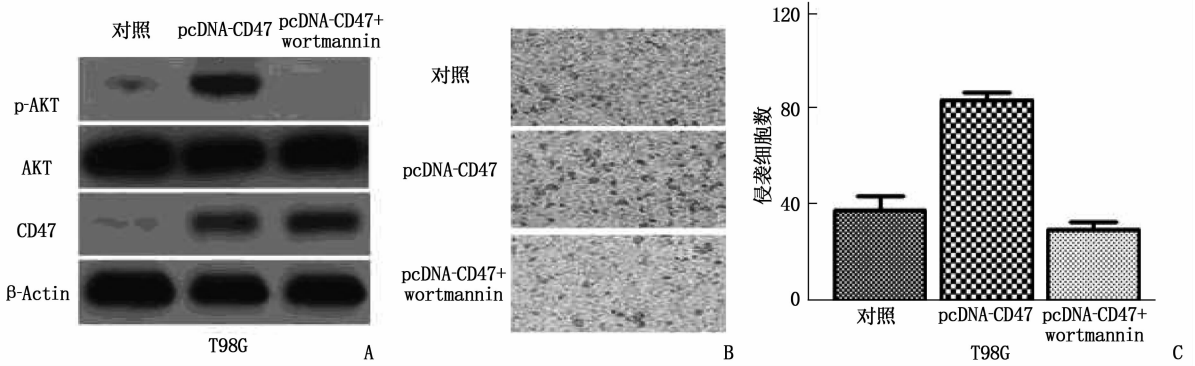 对照 pcDNA-CD47 pcDNA-CD47+
wortmannin
p-AKT
AKT
CD47
β-Actin
T98G
A
对照
pcDNA-CD47
pcDNA-CD47+
wortmannin
B
侵袭细胞数
120
80
40
0
对照 pcDNA-CD47 pcDNA-CD47+
wortmannin
T98G
C